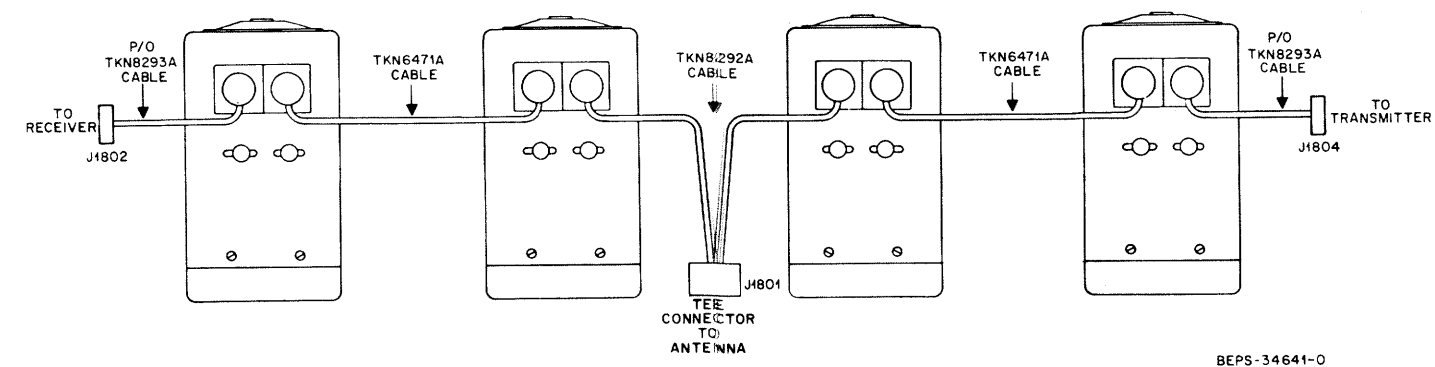 P/O
TKN8293A
CABLE
TKN6471A
CABLE
TKN8292A
CABLE
TKN6471A
CABLE
P/O
TKN8293A
CABLE
TO
RECEIVER
J1802
TO
TRANSMITTER
J1804
J1801
TEE
CONNECTOR
TO
ANTENNA
BEPS-34641-O